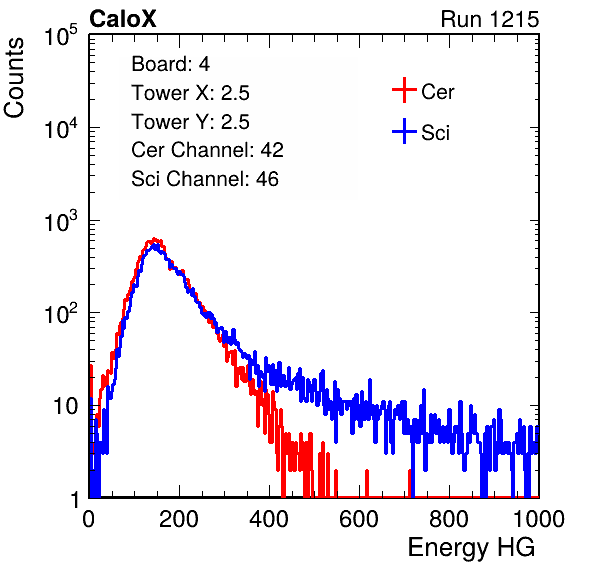 CaloX Run 1215
Counts
10^5
10^4
10^3
10^2
10
1
Board: 4
Tower X: 2.5
Tower Y: 2.5
Cer Channel: 42
Sci Channel: 46
Cer
Sci
0 200 400 600 800 1000
Energy HG